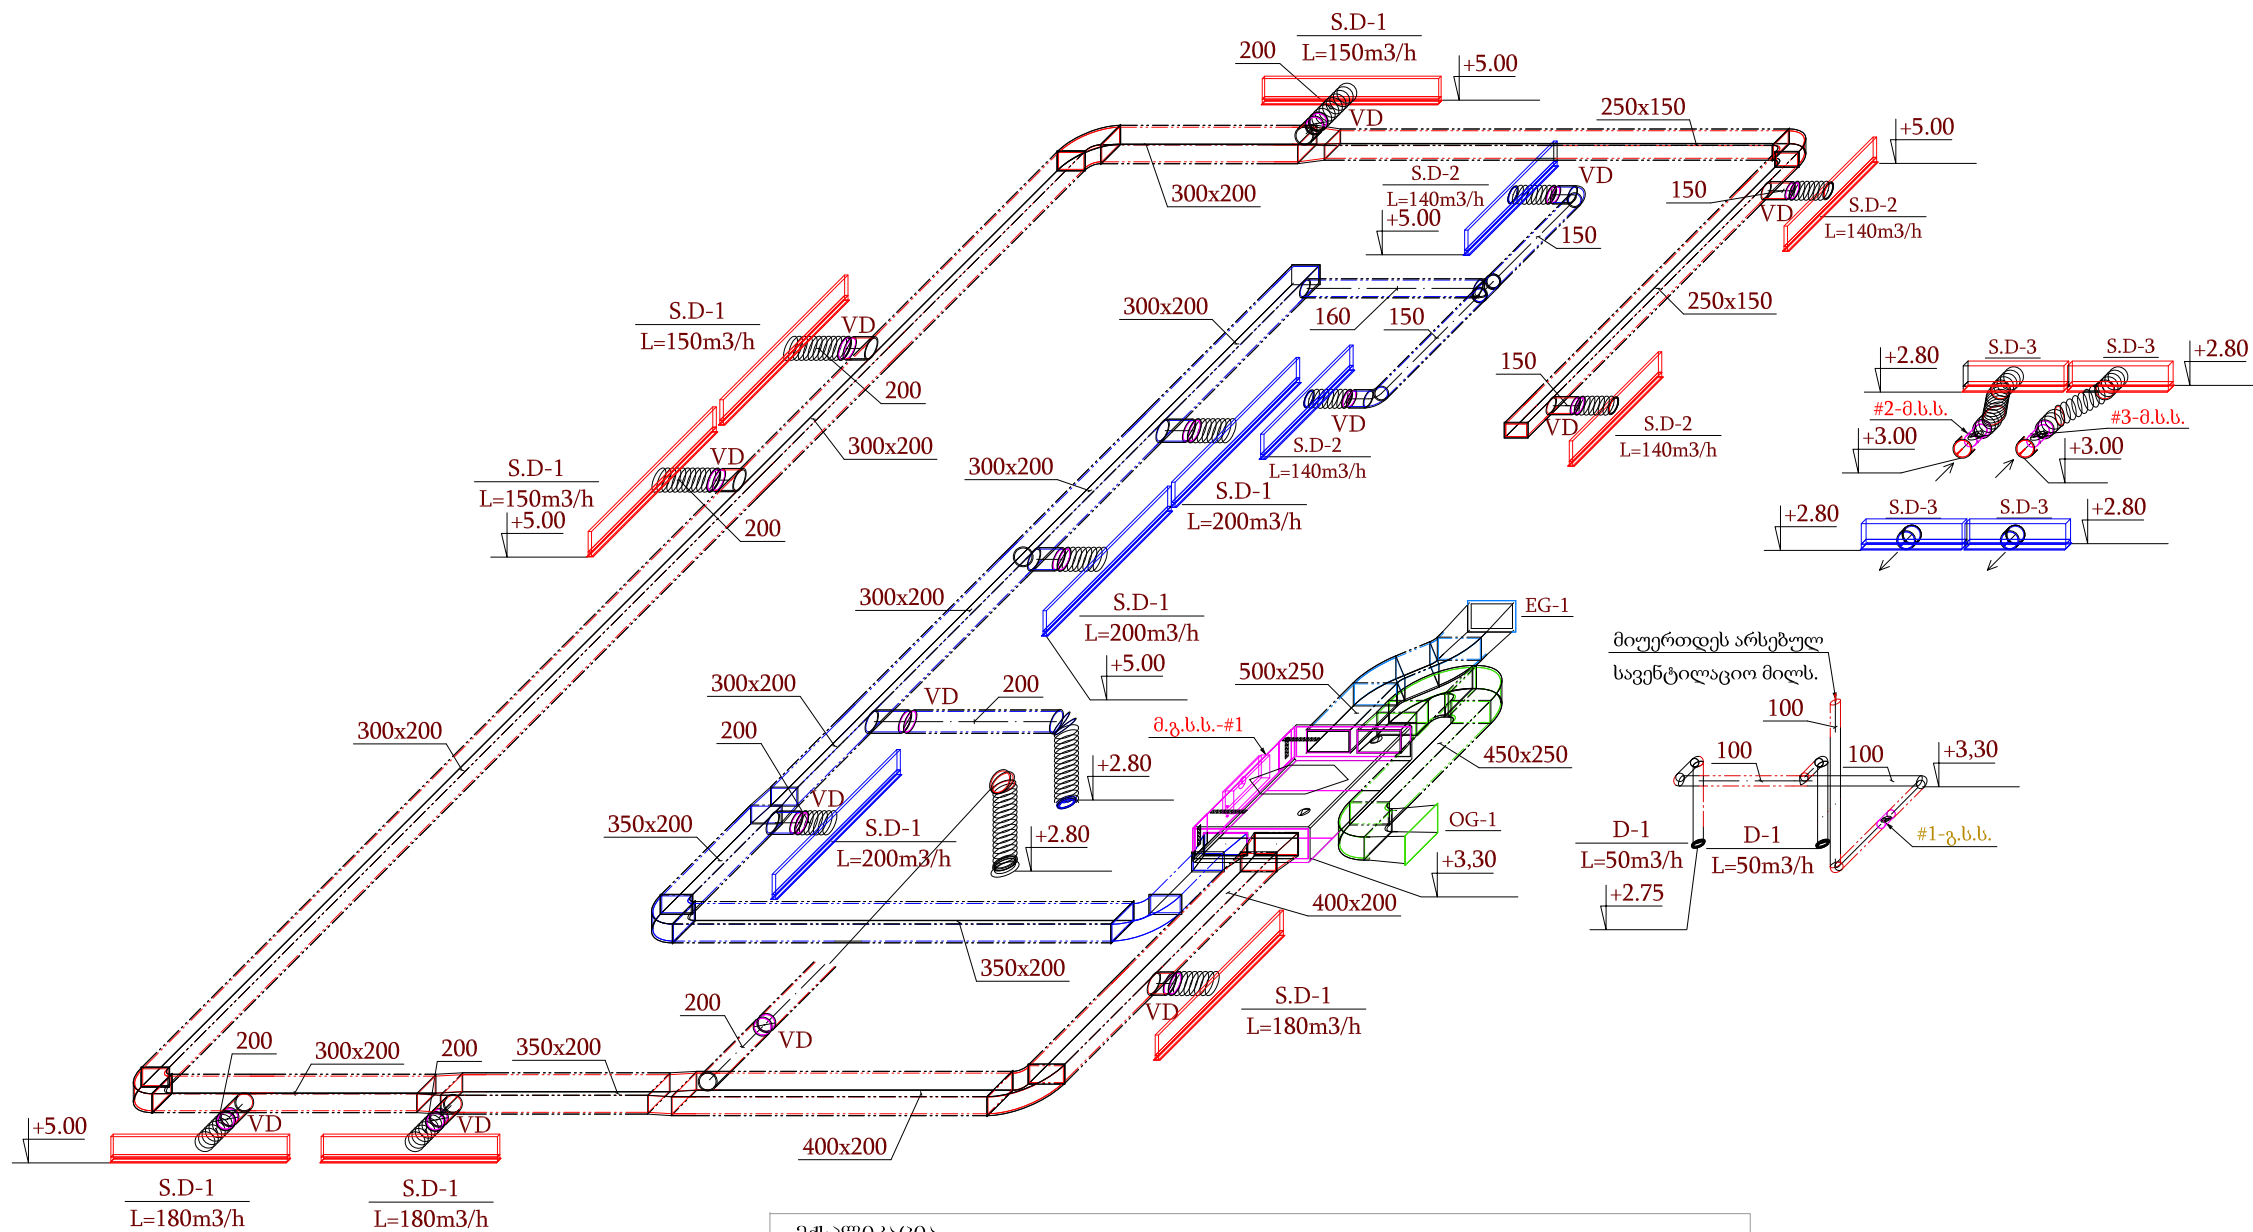 S.D-1
L=150m3/h
200
+5.00
VD
250x150
+5.00
300x200
S.D-2
L=140m3/h
VD
+5.00
150
150
VD
S.D-2
L=140m3/h
250x150
S.D-1
L=150m3/h
VD
200
300x200
300x200
160
150
S.D-1
L=150m3/h
+5.00
VD
200
300x200
VD
S.D-2
L=140m3/h
S.D-1
L=200m3/h
150
VD
S.D-2
L=140m3/h
+2.80
S.D-3
S.D-3
+2.80
#2-მ.ს.ს.
#3-მ.ს.ს.
+3.00
+3.00
+2.80
S.D-3
S.D-3
+2.80
300x200
S.D-1
L=200m3/h
+5.00
EG-1
500x250
მიუერთდეს არსებულ
სავენტილაციო მილს.
300x200
VD
200
მ.გ.ს.ს.-#1
450x250
300x200
200
+2.80
100
100
100
+3,30
VD
350x200
S.D-1
L=200m3/h
+2.80
OG-1
+3,30
D-1
L=50m3/h
D-1
L=50m3/h
#1-გ.ს.ს.
+2.75
400x200
350x200
S.D-1
L=180m3/h
VD
200
VD
200
300x200
200
350x200
+5.00
VD
VD
400x200
S.D-1
L=180m3/h
S.D-1
L=180m3/h